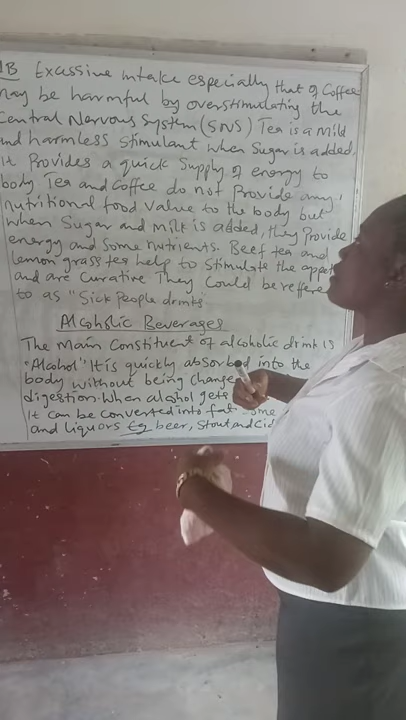 NB Excessive intake especially that of Coffee
may be harmful by overstimulating the
Central Nervous System (SNS) Tea is a mild
and harmless stimulant when Sugar is added.
It Provides a quick Supply of energy to
body Tea and Coffee do not Provide any
nutritional food value to the body but
when Sugar and milk is added, they Provide
energy and Some nutrients. Beef tea and
lemon grass tea help to Stimulate the appet
and are curative They Could be reffere
to as "Sick People drinks"
Alcoholic Beverages
The main Constituent of alcoholic drink is
"Alcohol" It is quickly absorbed into the
body without being change
digestion. When alcohol gets
It can be converted into fat Some
and liquors Eg beer, Stout and Cid